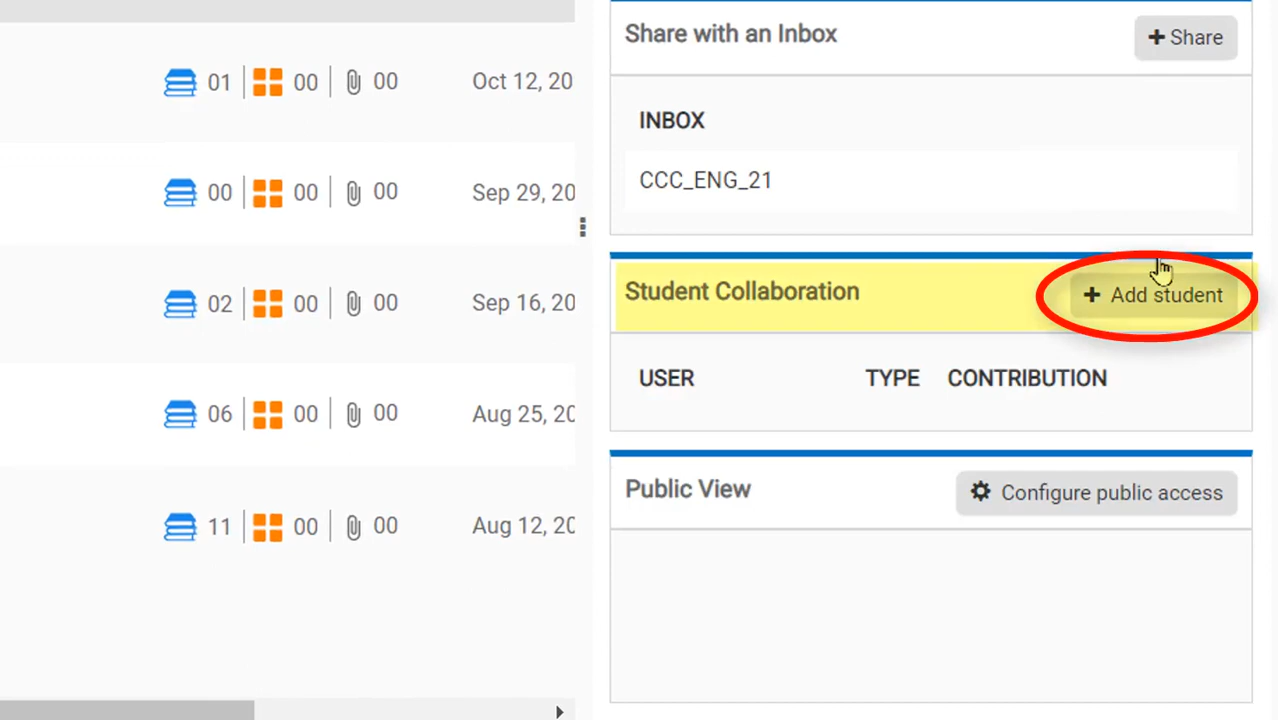 01 00 00 Oct 12, 20
00 00 00 Sep 29, 20
02 00 00 Sep 16, 20
06 00 00 Aug 25, 20
11 00 00 Aug 12, 20
Share with an Inbox
+ Share
INBOX
CCC_ENG_21
Student Collaboration
+ Add student
USER TYPE CONTRIBUTION
Public View
Configure public access